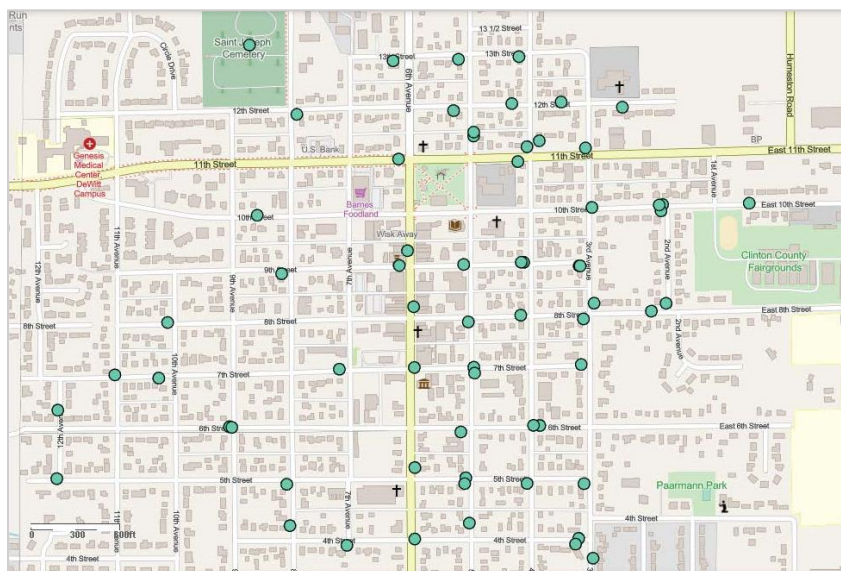 Run
nts
Circle Drive
Saint Joseph
Cemetery
13 1/2 Street
13th Street
13th Street
6th Avenue
Humeston Road
12th Street
12th Street
U.S. Bank
BP
Genesis
Medical
Center,
DeWitt
Campus
11th Street
11th Street
East 11th Street
1st Avenue
Barnes
Foodland
10th Street
10th Street
East 10th Street
11th Avenue
Wisk Away
3rd Avenue
2nd Avenue
Clinton County
Fairgrounds
12th Avenue
9th Avenue
9th Street
7th Avenue
8th Street
8th Street
8th Street
East 8th Street
2nd Avenue
10th Avenue
7th Street
7th Street
12th Avenue
6th Street
6th Street
East 6th Street
5th Street
5th Street
Paarmann Park
7th Avenue
10th Avenue
4th Street
0 300 600ft
4th Street
4th Street
4th Street